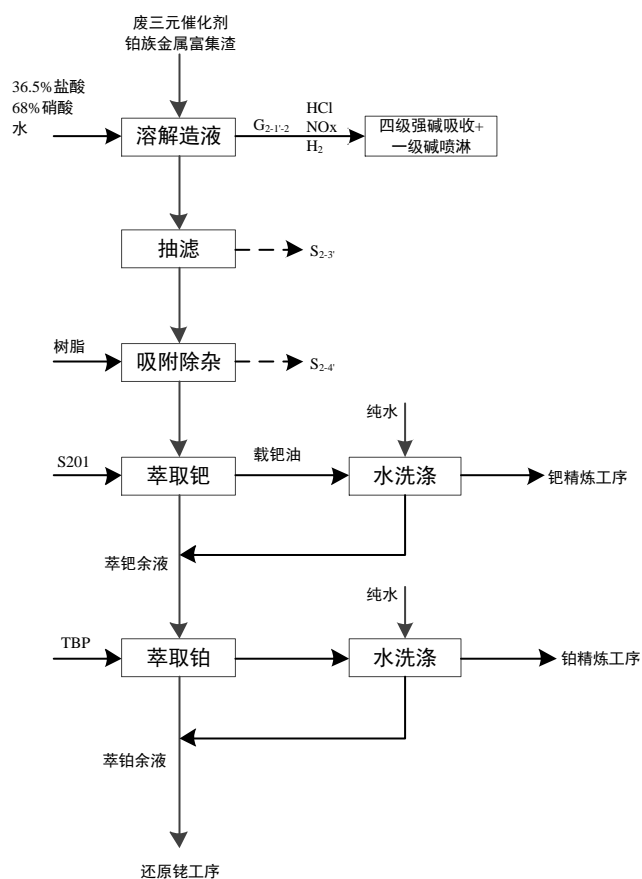 废三元催化剂
铂族金属富集渣
36.5%盐酸
68%硝酸
水
溶解造液
G2-1'-2
HCl
NOx
H2
四级强碱吸收+
一级碱喷淋
抽滤
S2-3'
树脂
吸附除杂
S2-4'
纯水
S201
萃取钯
载钯油
水洗涤
钯精炼工序
萃钯余液
纯水
TBP
萃取铂
水洗涤
铂精炼工序
萃铂余液
还原铑工序